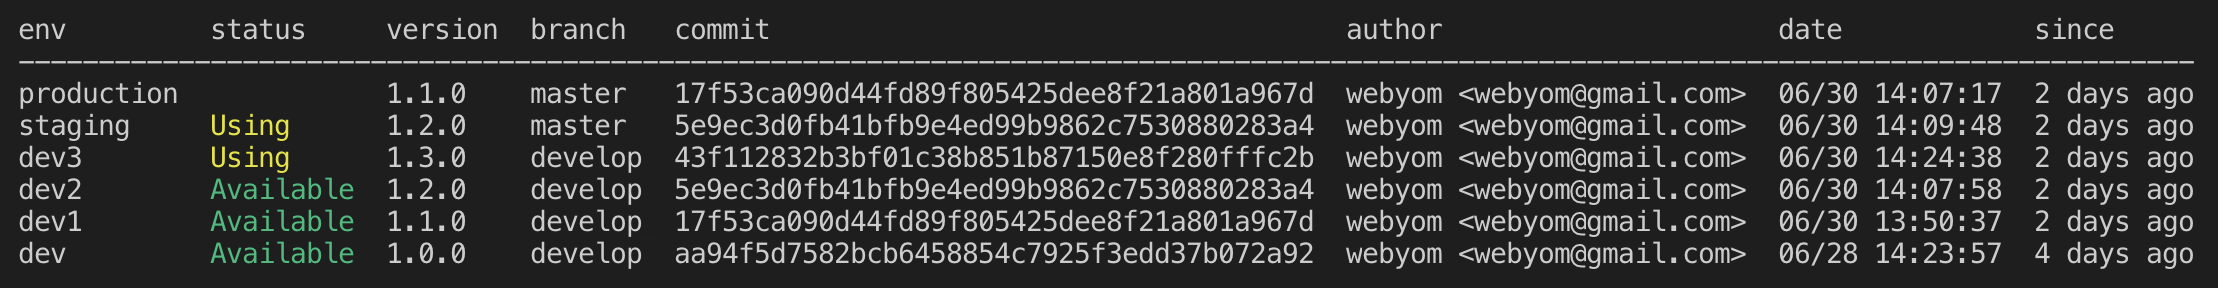 env status version branch commit author date since
production 1.1.0 master 17f53ca090d44fd89f805425dee8f21a801a967d webyom <webyom@gmail.com> 06/30 14:07:17 2 days ago
staging Using 1.2.0 master 5e9ec3d0fb41bfb9e4ed99b9862c7530880283a4 webyom <webyom@gmail.com> 06/30 14:09:48 2 days ago
dev3 Using 1.3.0 develop 43f112832b3bf01c38b851b87150e8f280fffc2b webyom <webyom@gmail.com> 06/30 14:24:38 2 days ago
dev2 Available 1.2.0 develop 5e9ec3d0fb41bfb9e4ed99b9862c7530880283a4 webyom <webyom@gmail.com> 06/30 14:07:58 2 days ago
dev1 Available 1.1.0 develop 17f53ca090d44fd89f805425dee8f21a801a967d webyom <webyom@gmail.com> 06/30 13:50:37 2 days ago
dev Available 1.0.0 develop aa94f5d7582bcb6458854c7925f3edd37b072a92 webyom <webyom@gmail.com> 06/28 14:23:57 4 days ago